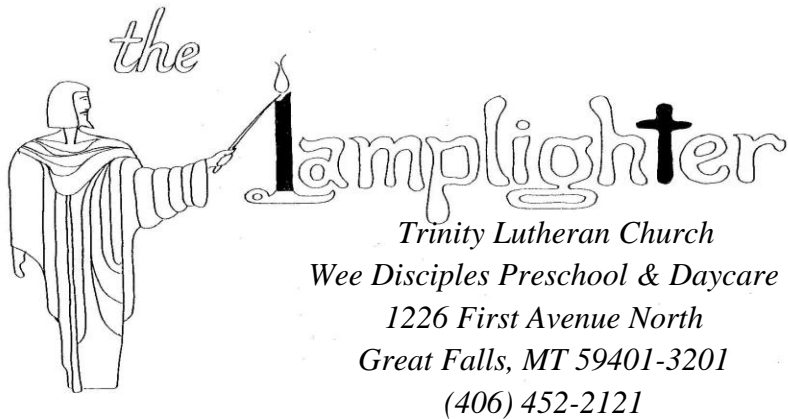 the
Lamplighter
Trinity Lutheran Church
Wee Disciples Preschool & Daycare
1226 First Avenue North
Great Falls, MT 59401-3201
(406) 452-2121